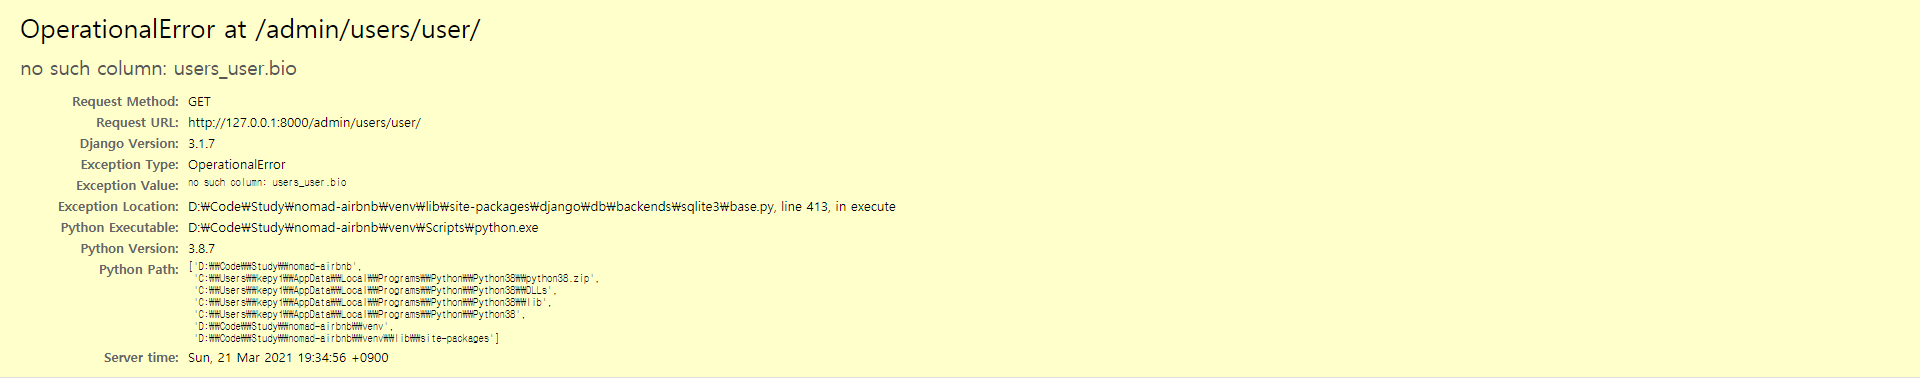 OperationalError at /admin/users/user/
no such column: users_user.bio
Request Method: GET
Request URL: http://127.0.0.1:8000/admin/users/user/
Django Version: 3.1.7
Exception Type: OperationalError
Exception Value: no such column: users_user.bio
Exception Location: D:₩Code₩Study₩nomad-airbnb₩venv₩lib₩site-packages₩django₩db₩backends₩sqlite3₩base.py, line 413, in execute
Python Executable: D:₩Code₩Study₩nomad-airbnb₩venv₩Scripts₩python.exe
Python Version: 3.8.7
Python Path: ['D:₩₩Code₩₩Study₩₩nomad-airbnb',
'C:₩₩Users₩₩kepy1₩₩AppData₩₩Local₩₩Programs₩₩Python₩₩Python38₩₩python38.zip',
'C:₩₩Users₩₩kepy1₩₩AppData₩₩Local₩₩Programs₩₩Python₩₩Python38₩₩DLLs',
'C:₩₩Users₩₩kepy1₩₩AppData₩₩Local₩₩Programs₩₩Python₩₩Python38₩₩lib',
'C:₩₩Users₩₩kepy1₩₩AppData₩₩Local₩₩Programs₩₩Python₩₩Python38',
'D:₩₩Code₩₩Study₩₩nomad-airbnb₩₩venv',
'D:₩₩Code₩₩Study₩₩nomad-airbnb₩₩venv₩₩lib₩₩site-packages']
Server time: Sun, 21 Mar 2021 19:34:56 +0900